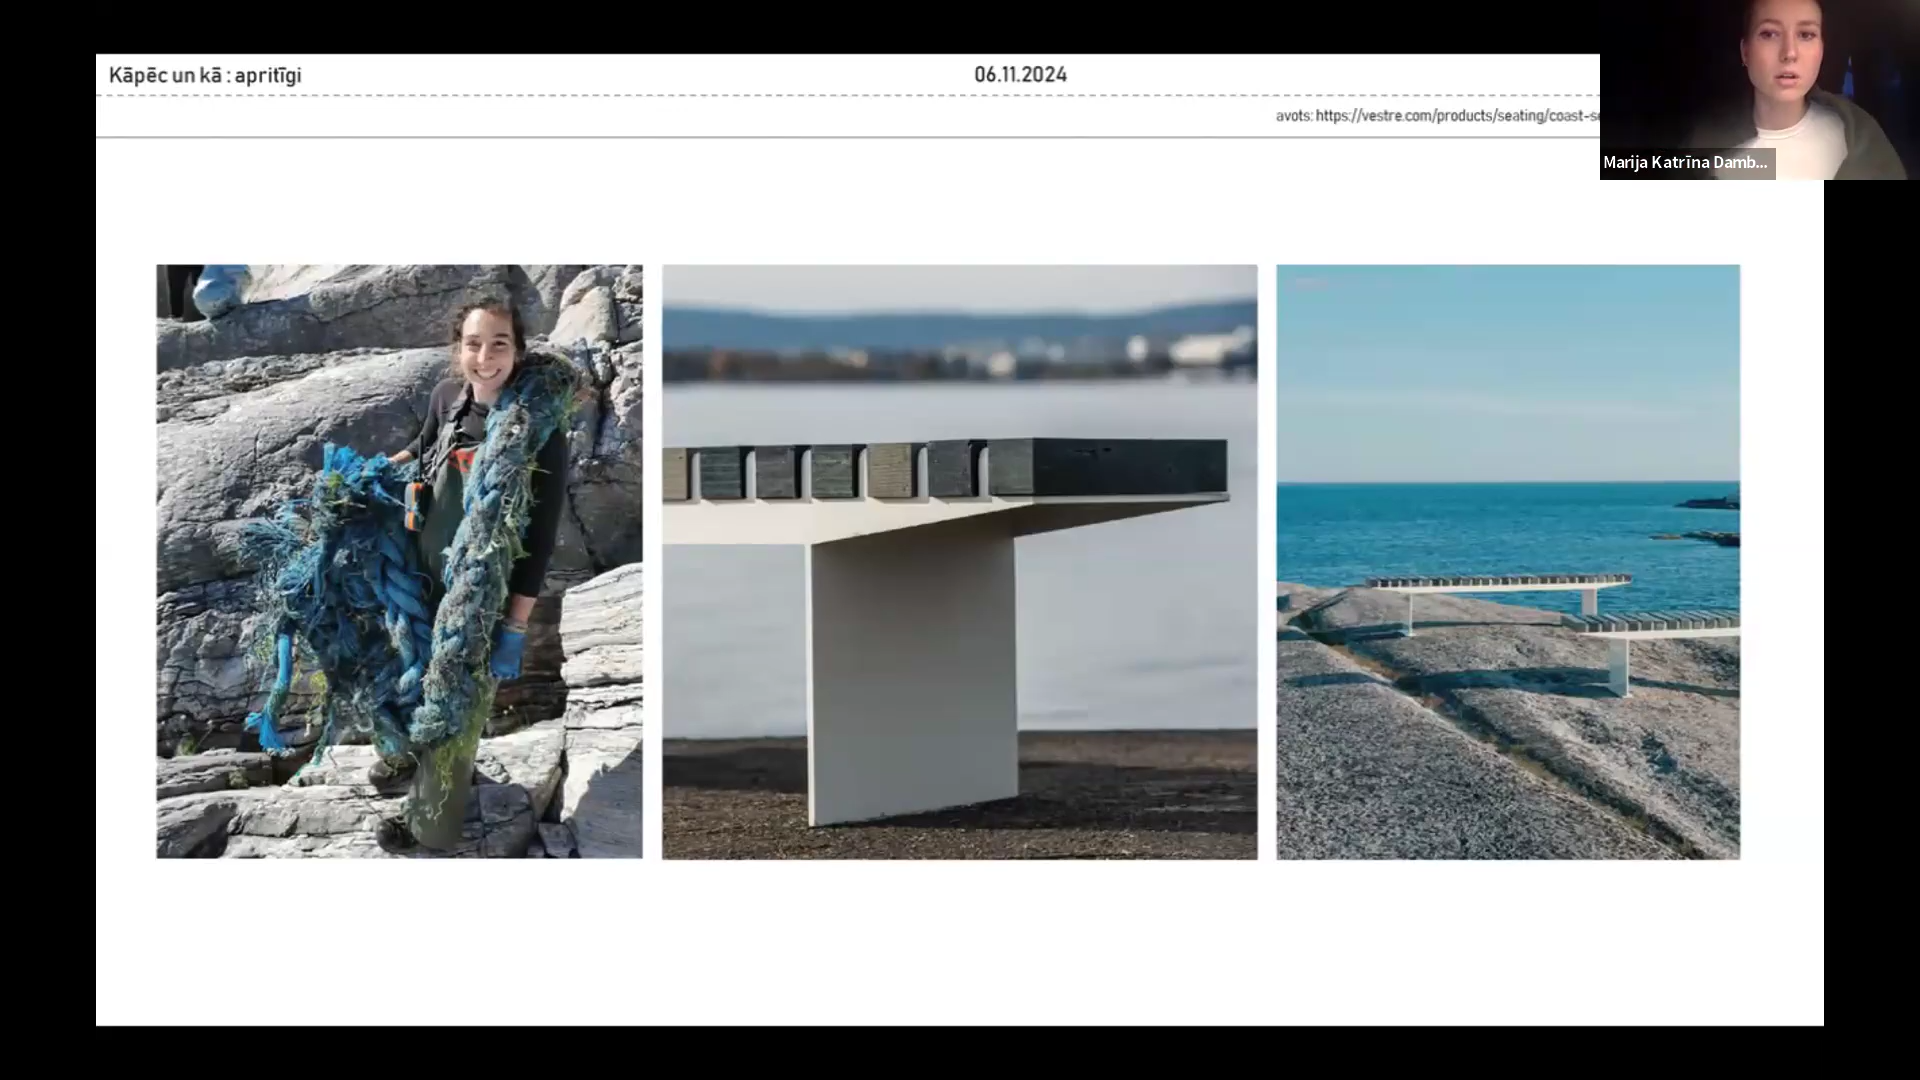 Kāpēc un kā : apritīgi
06.11.2024
avots: https://vestre.com/products/seating/coast-s
Marija Katrīna Damb...